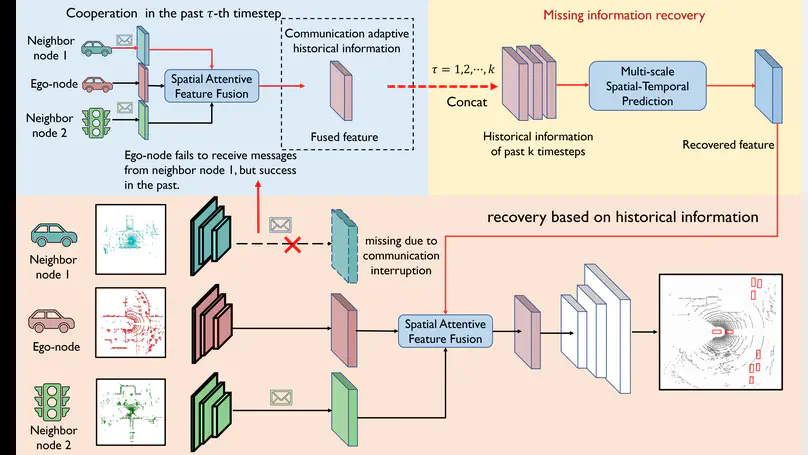 Cooperation in the past τ-th timestep
Neighbor
node 1
Ego-node
Neighbor
node 2
Spatial Attentive
Feature Fusion
Communication adaptive
historical information
Fused feature
τ = 1,2,⋯,k
Concat
Missing information recovery
Historical information
of past k timesteps
Multi-scale
Spatial-Temporal
Prediction
Recovered feature
Ego-node fails to receive messages
from neighbor node 1, but success
in the past.
Neighbor
node 1
missing due to
communication
interruption
recovery based on historical information
Ego-node
Spatial Attentive
Feature Fusion
Neighbor
node 2